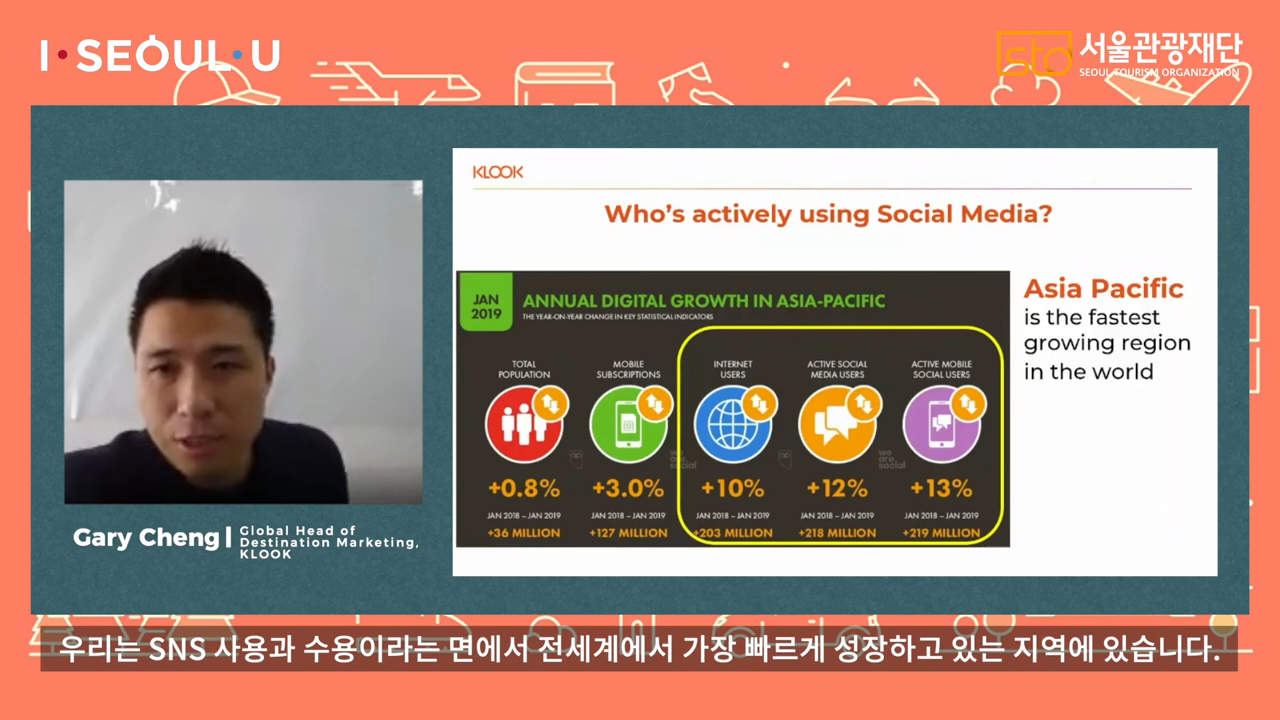 I·SEOUL·U
sto 서울관광재단
SEOUL TOURISM ORGANIZATION
KLOOK
Who's actively using Social Media?
JAN
2019
ANNUAL DIGITAL GROWTH IN ASIA-PACIFIC
THE YEAR-ON-YEAR CHANGE IN KEY STATISTICAL INDICATORS
TOTAL
POPULATION
+0.8%
JAN 2018 – JAN 2019
+36 MILLION
MOBILE
SUBSCRIPTIONS
+3.0%
JAN 2018 – JAN 2019
+127 MILLION
INTERNET
USERS
+10%
JAN 2018 – JAN 2019
+203 MILLION
ACTIVE SOCIAL
MEDIA USERS
+12%
JAN 2018 – JAN 2019
+218 MILLION
ACTIVE MOBILE
SOCIAL USERS
+13%
JAN 2018 – JAN 2019
+219 MILLION
we
are
social
we
are
social
Asia Pacific
is the fastest
growing region
in the world
Gary Cheng
Global Head of
Destination Marketing,
KLOOK
우리는 SNS 사용과 수용이라는 면에서 전세계에서 가장 빠르게 성장하고 있는 지역에 있습니다.